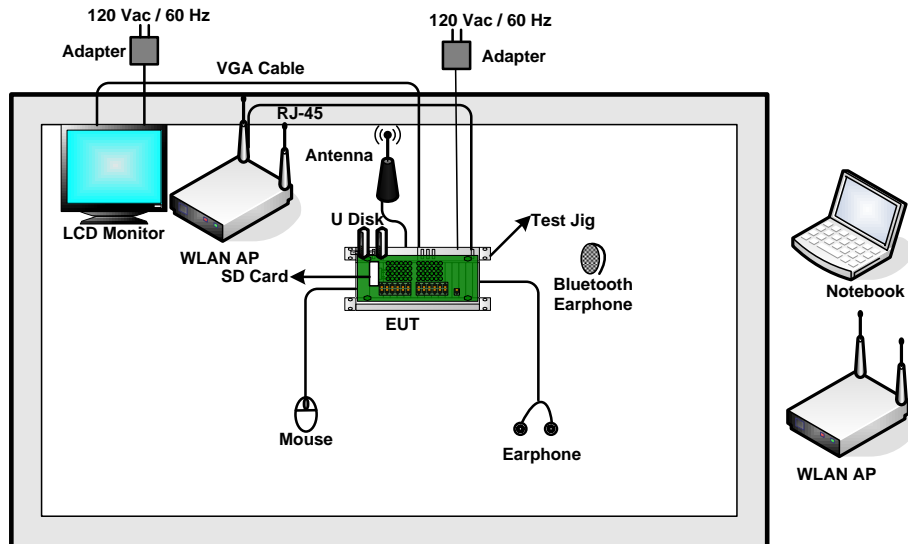 120 Vac / 60 Hz
120 Vac / 60 Hz
Adapter
Adapter
VGA Cable
RJ-45
Antenna
U Disk
Test Jig
LCD Monitor
WLAN AP
SD Card
Bluetooth
Earphone
Notebook
EUT
Mouse
Earphone
WLAN AP